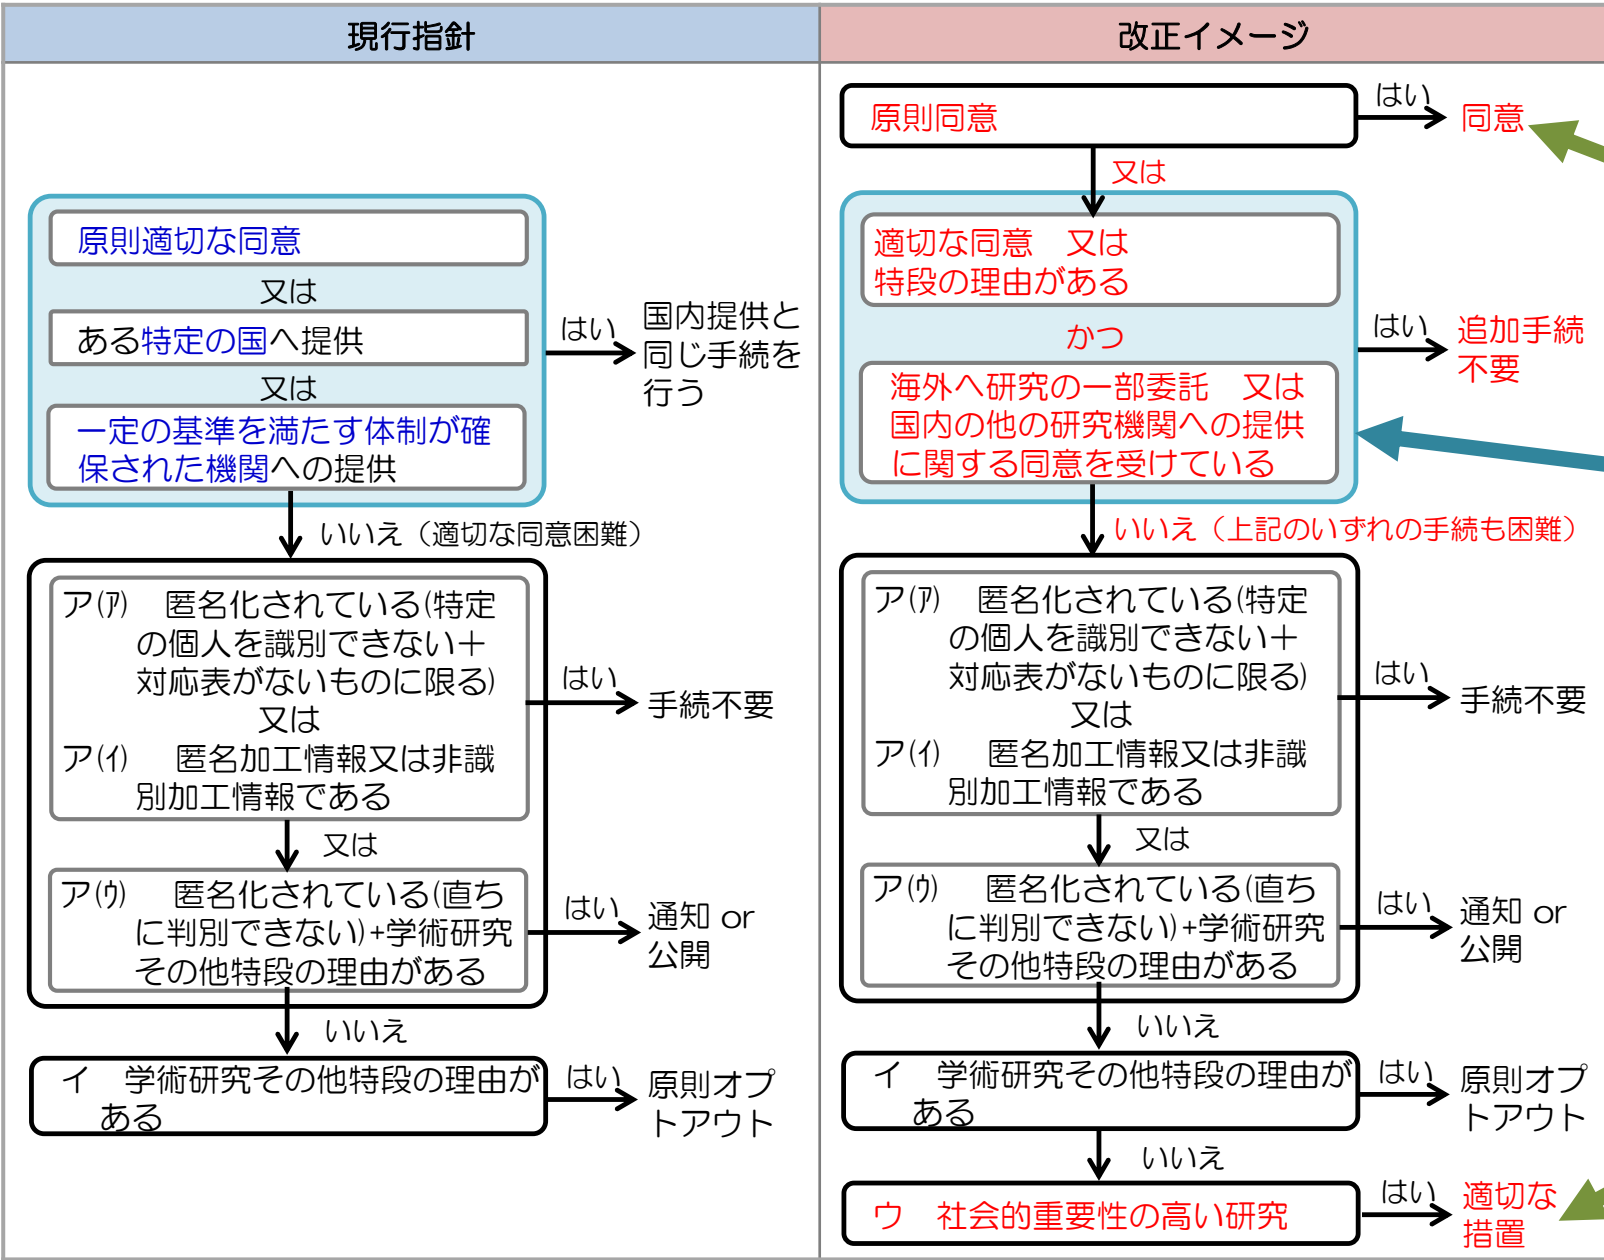 現行指針
原則適切な同意
又は
ある特定の国へ提供
又は
一定の基準を満たす体制が確
保された機関への提供
はい
国内提供と
同じ手続を
行う
いいえ（適切な同意困難）
ア(ｱ)　匿名化されている(特定
の個人を識別できない＋
対応表がないものに限る)
又は
ア(ｲ)　匿名加工情報又は非識
別加工情報である
はい
手続不要
又は
ア(ｳ)　匿名化されている(直ち
に判別できない)+学術研究
その他特段の理由がある
はい
通知 or
公開
いいえ
イ　学術研究その他特段の理由が
ある
はい
原則オプ
トアウト
改正イメージ
原則同意
はい
同意
又は
適切な同意　又は
特段の理由がある
かつ
海外へ研究の一部委託　又は
国内の他の研究機関への提供
に関する同意を受けている
はい
追加手続
不要
いいえ（上記のいずれの手続も困難）
ア(ｱ)　匿名化されている(特定
の個人を識別できない＋
対応表がないものに限る)
又は
ア(ｲ)　匿名加工情報又は非識
別加工情報である
はい
手続不要
又は
ア(ｳ)　匿名化されている(直ち
に判別できない)+学術研究
その他特段の理由がある
はい
通知 or
公開
いいえ
イ　学術研究その他特段の理由が
ある
はい
原則オプ
トアウト
いいえ
ウ　社会的重要性の高い研究
はい
適切な
措置